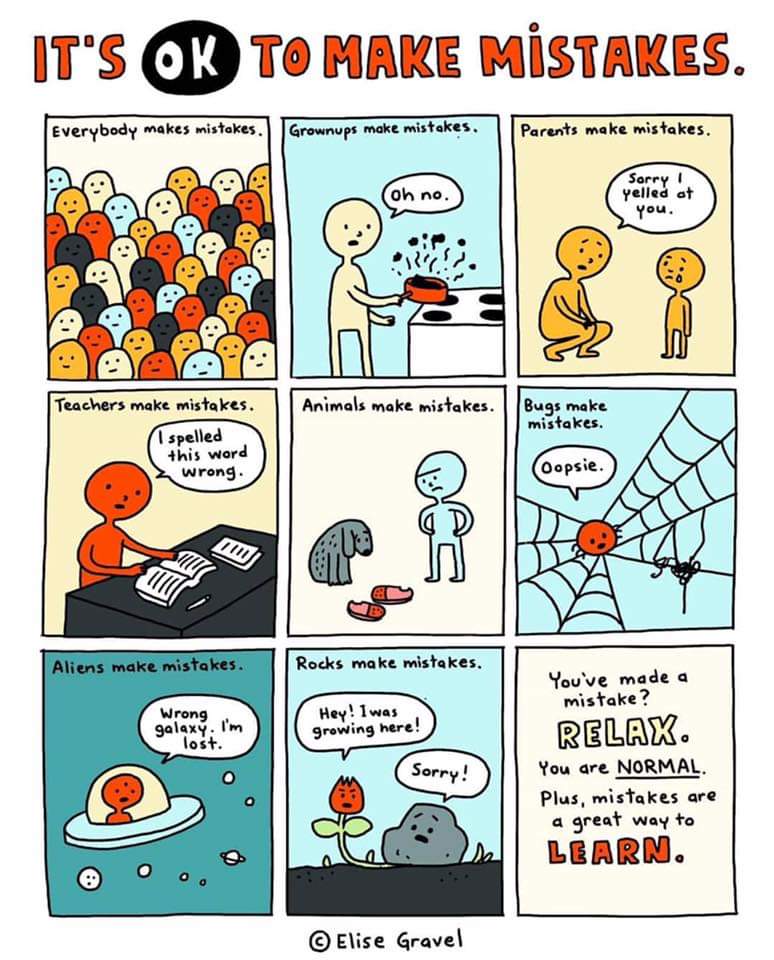 IT'S OK TO MAKE MiSTAKES.
Everybody makes mistakes.
Grownups make mistakes.
Oh no.
Parents make mistakes.
Sorry I
yelled at
you.
Teachers make mistakes.
I spelled
this word
wrong.
Animals make mistakes.
Bugs make
mistakes.
Oopsie.
Aliens make mistakes.
Wrong
galaxy. I'm
lost.
Rocks make mistakes.
Hey! I was
growing here!
Sorry!
You've made a
mistake?
RELAX.
You are NORMAL.
Plus, mistakes are
a great way to
LEARN.
© Elise Gravel